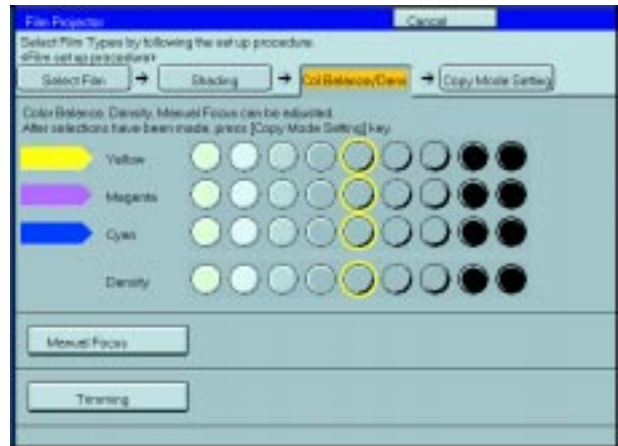 Film Projector
Cancel
Select Film Types by following the set up procedure.
<Film set up procedure>
Select Film
Shading
Col Balance/Dens
Copy Mode Setting
Color Balance, Density, Manual Focus can be adjusted.
After selections have been made, press [Copy Mode Setting] key.
Yellow
Magenta
Cyan
Density
Manual Focus
Trimming